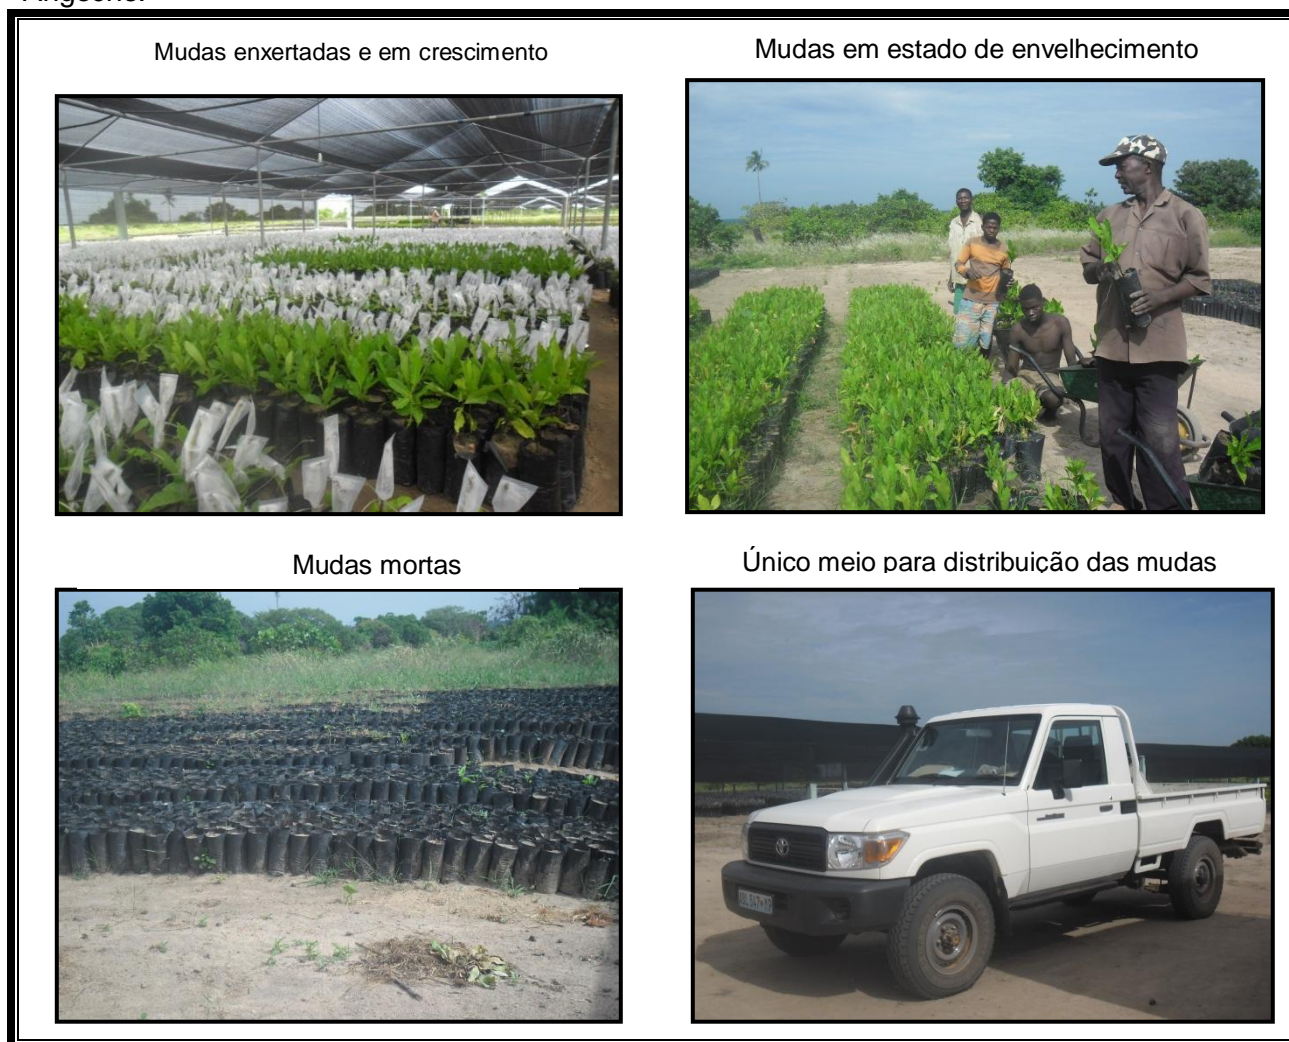 Mudas enxertadas e em crescimento
Mudas em estado de envelhecimento
Mudas mortas
Único meio para distribuição das mudas